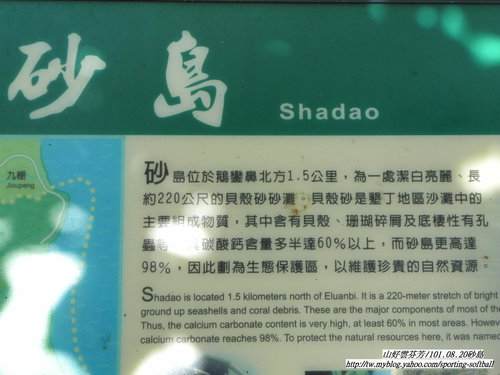 砂島
Shadao
九棚
Jioupeng
砂島位於鵝鑾鼻北方1.5公里，為一處潔白亮麗、長
約220公尺的貝殼砂砂灘。貝殼砂是墾丁地區沙灘中的
主要組成物質，其中含有貝殼、珊瑚碎屑及底棲性有孔
蟲等，其碳酸鈣含量多半達60%以上，而砂島更高達
98%，因此劃為生態保護區，以維護珍貴的自然資源。
Shadao is located 1.5 kilometers north of Eluanbi. It is a 220-meter stretch of bright
ground up seashells and coral debris. These are the major components of most of the
Thus, the calcium carbonate content is very high, at least 60% in most areas. Howev
calcium carbonate reaches 98%. To protect the natural resources here, it was named
山好雲芬芳/101.08.20砂島
http://tw.myblog.yahoo.com/sporting-softball